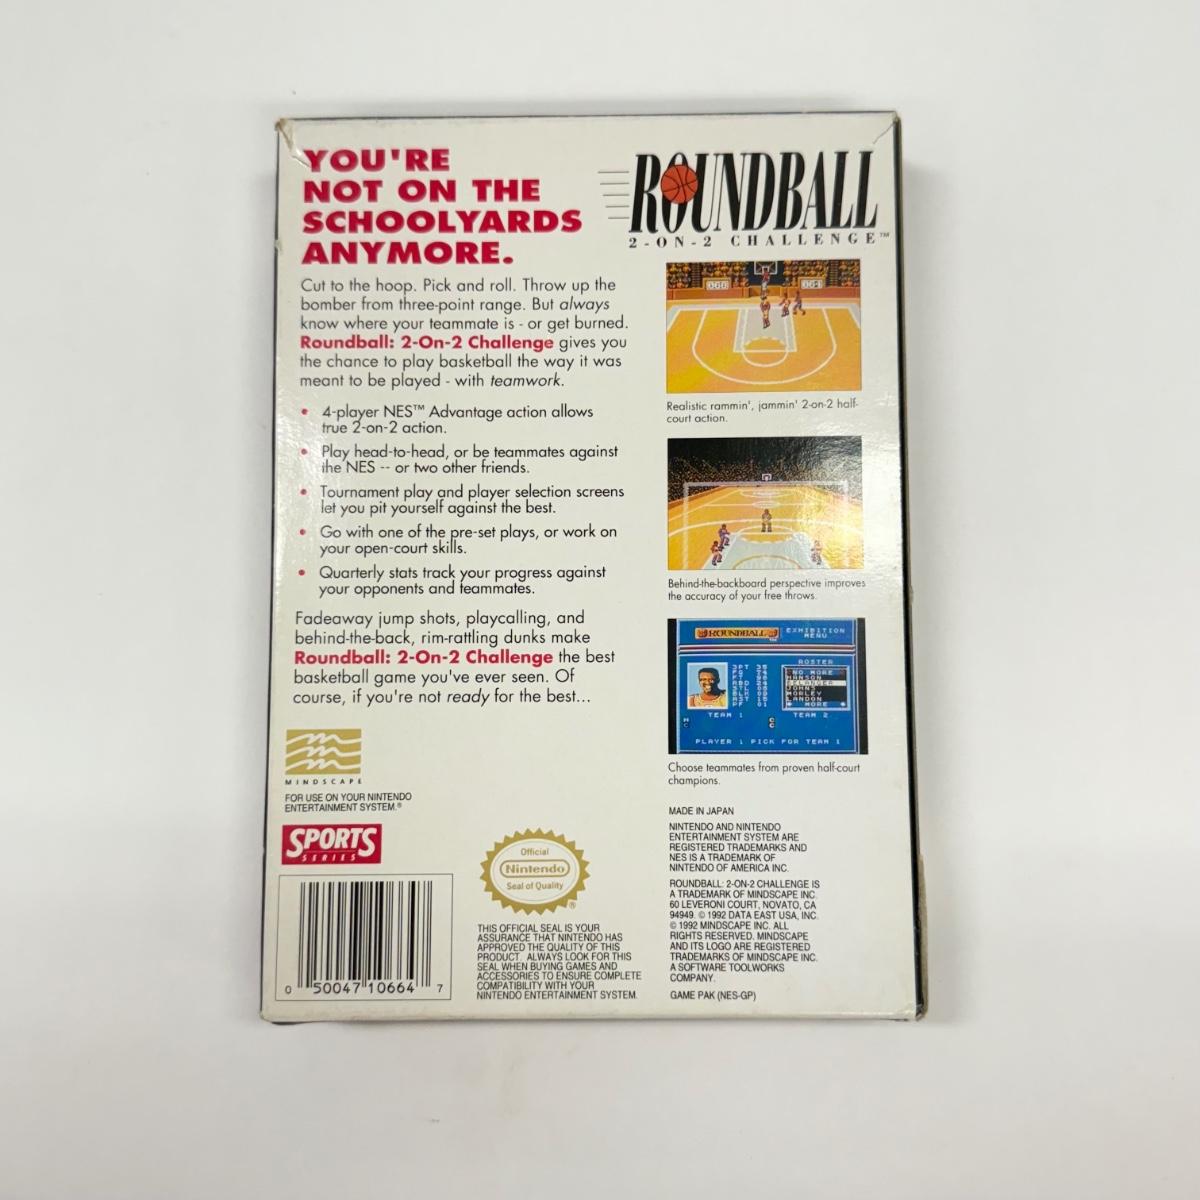 YOU'RE
NOT ON THE
SCHOOLYARDS
ANYMORE.
Cut to the hoop. Pick and roll. Throw up the
bomber from three-point range. But always
know where your teammate is - or get burned.
Roundball: 2-On-2 Challenge gives you
the chance to play basketball the way it was
meant to be played - with teamwork.
• 4-player NES™ Advantage action allows
true 2-on-2 action.
• Play head-to-head, or be teammates against
the NES -- or two other friends.
• Tournament play and player selection screens
let you pit yourself against the best.
• Go with one of the pre-set plays, or work on
your open-court skills.
• Quarterly stats track your progress against
your opponents and teammates.
Fadeaway jump shots, playcalling, and
behind-the-back, rim-rattling dunks make
Roundball: 2-On-2 Challenge the best
basketball game you've ever seen. Of
course, if you're not ready for the best...
MINDSCAPE
FOR USE ON YOUR NINTENDO
ENTERTAINMENT SYSTEM.®
SPORTS
SERIES
0 50047 10664 7
Official
Nintendo
Seal of Quality
®
THIS OFFICIAL SEAL IS YOUR
ASSURANCE THAT NINTENDO HAS
APPROVED THE QUALITY OF THIS
PRODUCT. ALWAYS LOOK FOR THIS
SEAL WHEN BUYING GAMES AND
ACCESSORIES TO ENSURE COMPLETE
COMPATIBILITY WITH YOUR
NINTENDO ENTERTAINMENT SYSTEM.
ROUNDBALL
2-ON-2 CHALLENGE™
060 064
Realistic rammin', jammin' 2-on-2 half-
court action.
Behind-the-backboard perspective improves
the accuracy of your free throws.
ROUNDBALL
EXHIBITION
MENU
ROSTER
NO MORE
HANSON
BELANGER
JOHNS
MORLEY
LANDON
MORE
3PT 35
TEAM 1
TEAM 2
PLAYER 1 PICK FOR TEAM 1
Choose teammates from proven half-court
champions.
MADE IN JAPAN
NINTENDO AND NINTENDO
ENTERTAINMENT SYSTEM ARE
REGISTERED TRADEMARKS AND
NES IS A TRADEMARK OF
NINTENDO OF AMERICA INC.
ROUNDBALL: 2-ON-2 CHALLENGE IS
A TRADEMARK OF MINDSCAPE INC.
60 LEVERONI COURT, NOVATO, CA
94949. © 1992 DATA EAST USA, INC.
© 1992 MINDSCAPE INC. ALL
RIGHTS RESERVED. MINDSCAPE
AND ITS LOGO ARE REGISTERED
TRADEMARKS OF MINDSCAPE INC.
A SOFTWARE TOOLWORKS
COMPANY.
GAME PAK (NES-GP)